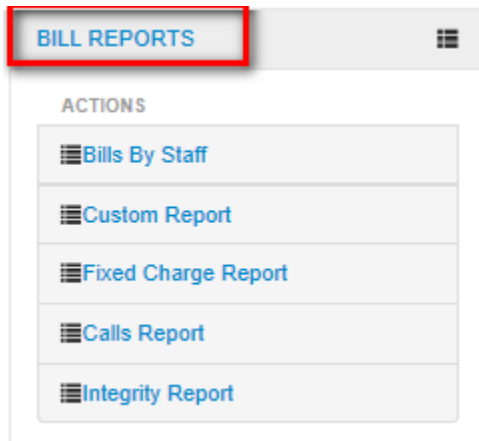 BILL REPORTS
ACTIONS
Bills By Staff
Custom Report
Fixed Charge Report
Calls Report
Integrity Report